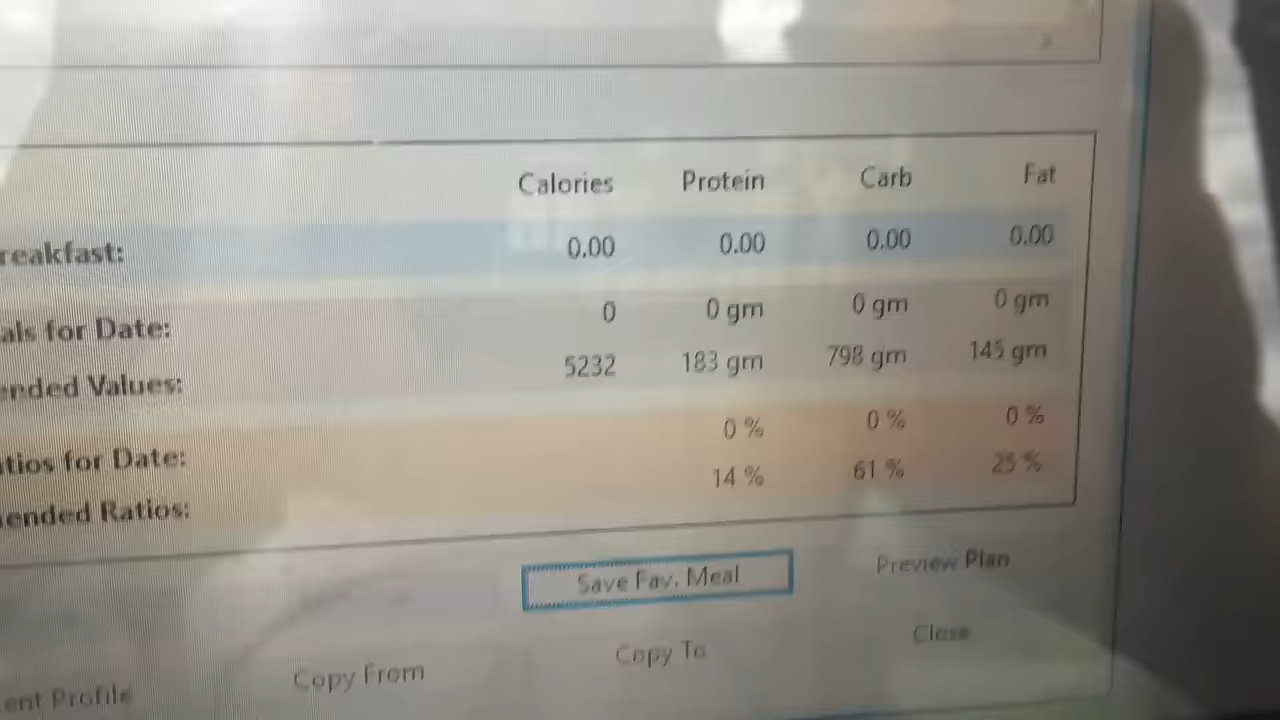 Calories Protein Carb Fat
reakfast: 0.00 0.00 0.00 0.00
als for Date: 0 0 gm 0 gm 0 gm
ended Values: 5232 183 gm 798 gm 145 gm
tios for Date: 0 % 0 % 0 %
ended Ratios: 14 % 61 % 25 %
Save Fav. Meal Preview Plan
ent Profile Copy From Copy To Close